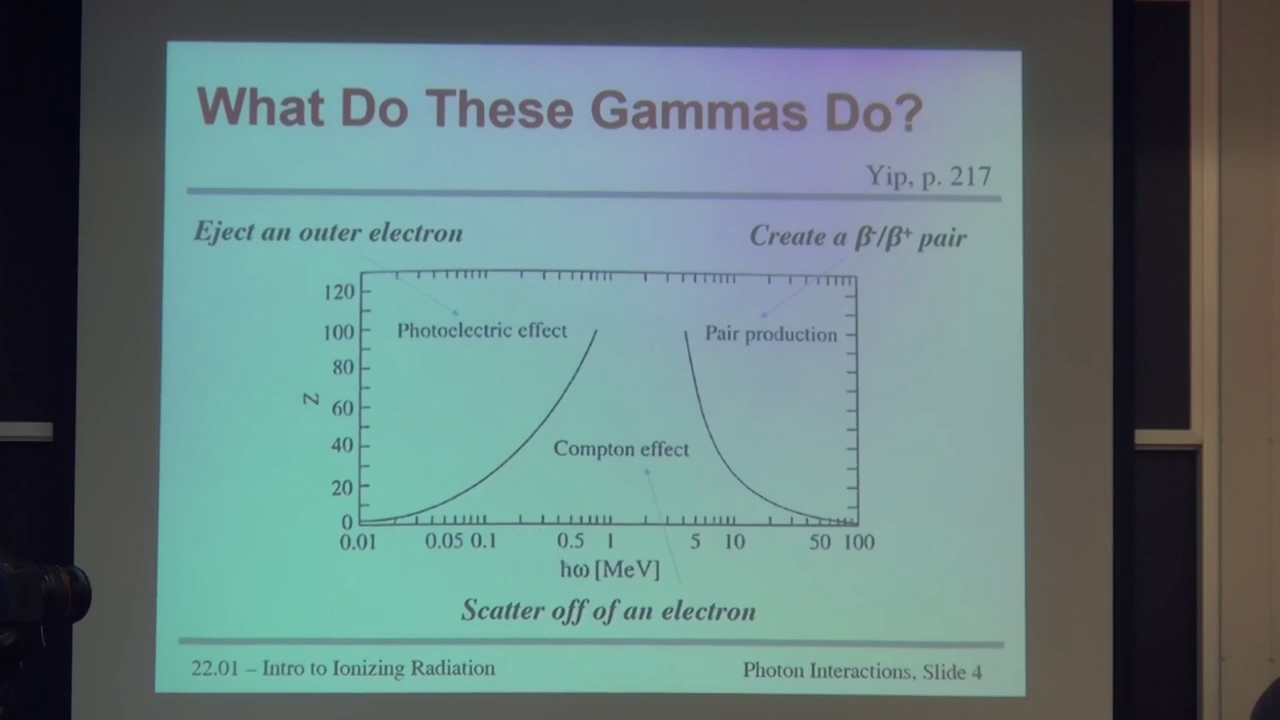 What Do These Gammas Do?
Yip, p. 217
Eject an outer electron
Create a β⁻/β⁺ pair
120
100
80
60
40
20
0
Z
Photoelectric effect
Pair production
Compton effect
0.01 0.05 0.1 0.5 1 5 10 50 100
ħω [MeV]
Scatter off of an electron
22.01 – Intro to Ionizing Radiation
Photon Interactions, Slide 4